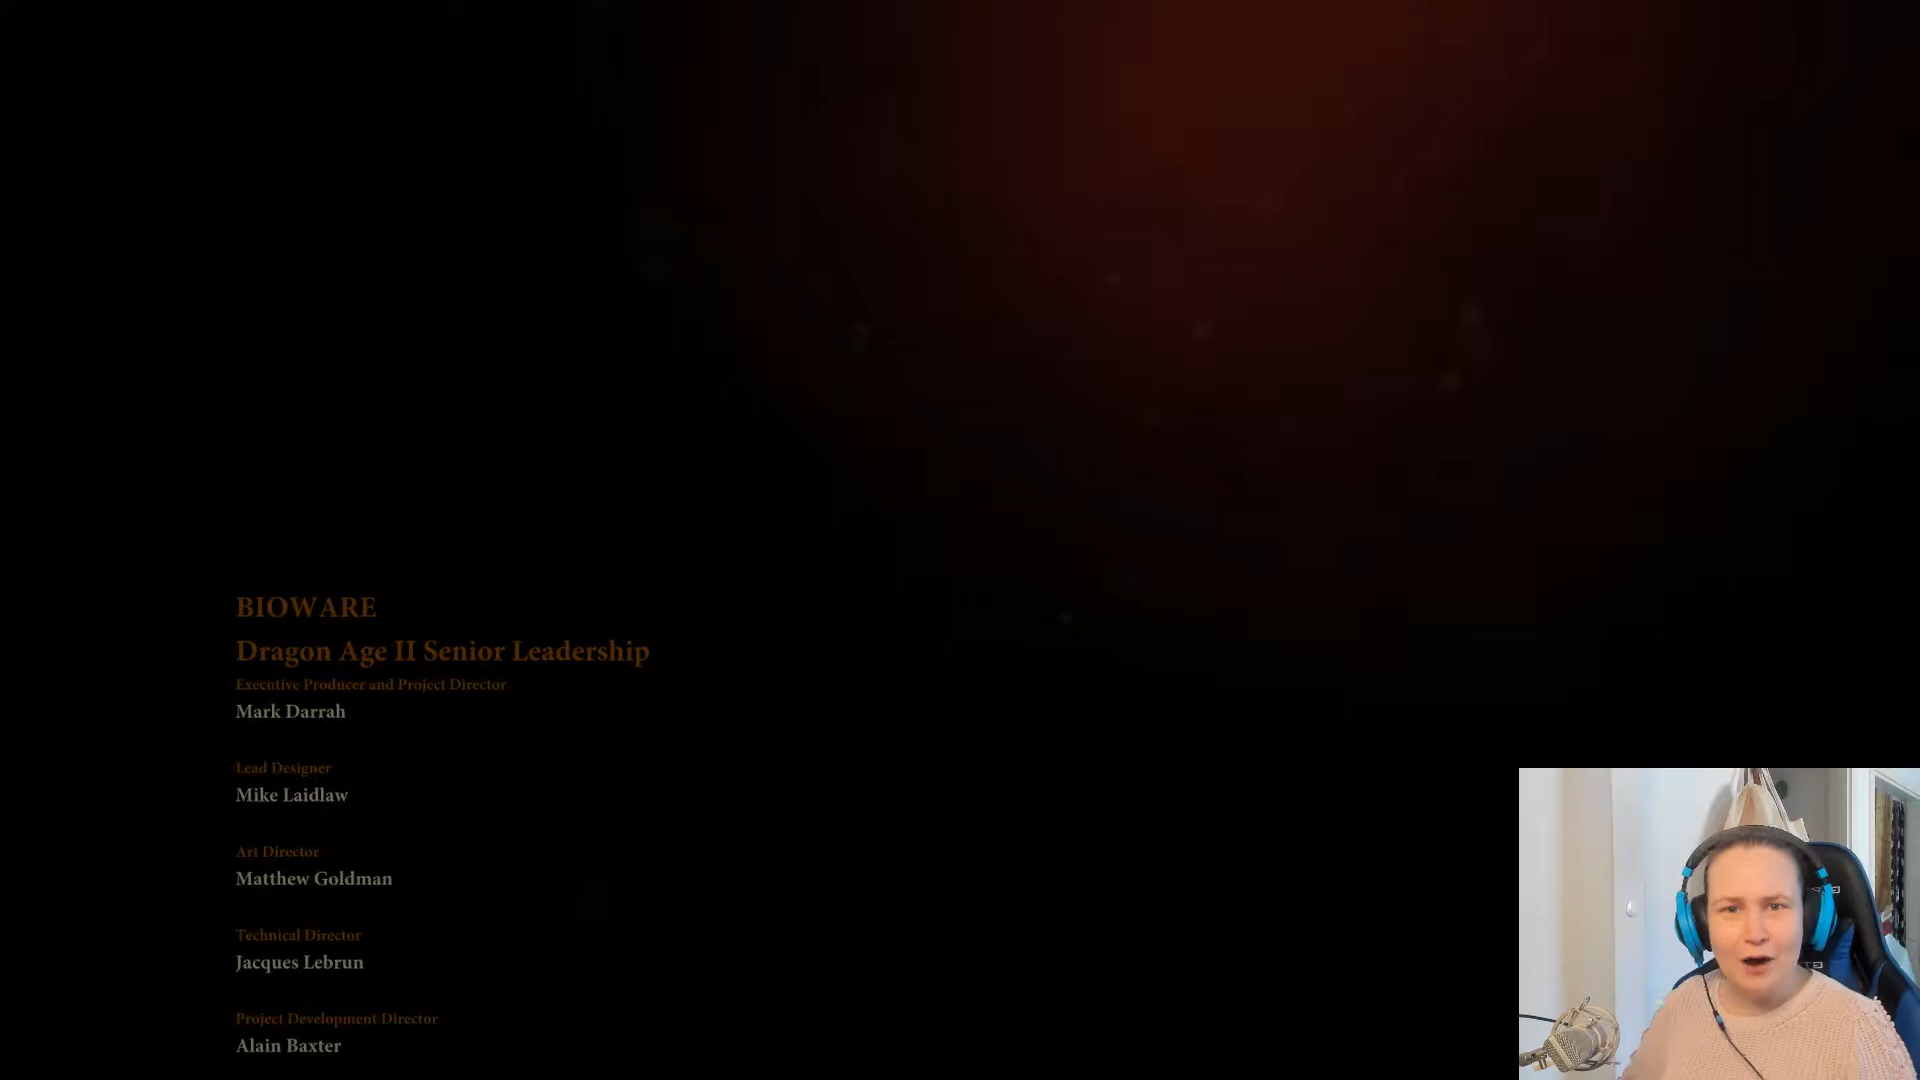 BIOWARE
Dragon Age II Senior Leadership
Executive Producer and Project Director
Mark Darrah
Lead Designer
Mike Laidlaw
Art Director
Matthew Goldman
Technical Director
Jacques Lebrun
Project Development Director
Alain Baxter